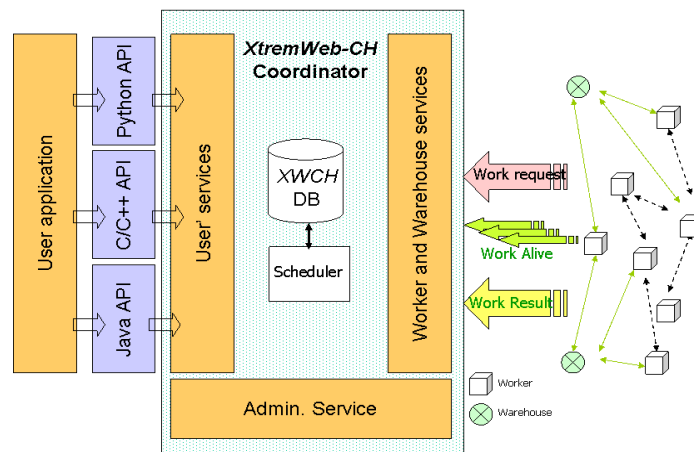 User application
Python API
C/C++ API
Java API
User' services
XtremWeb-CH
Coordinator
XWCH
DB
Scheduler
Worker and Warehouse services
Admin. Service
Work request
Work Alive
Work Result
Worker
Warehouse